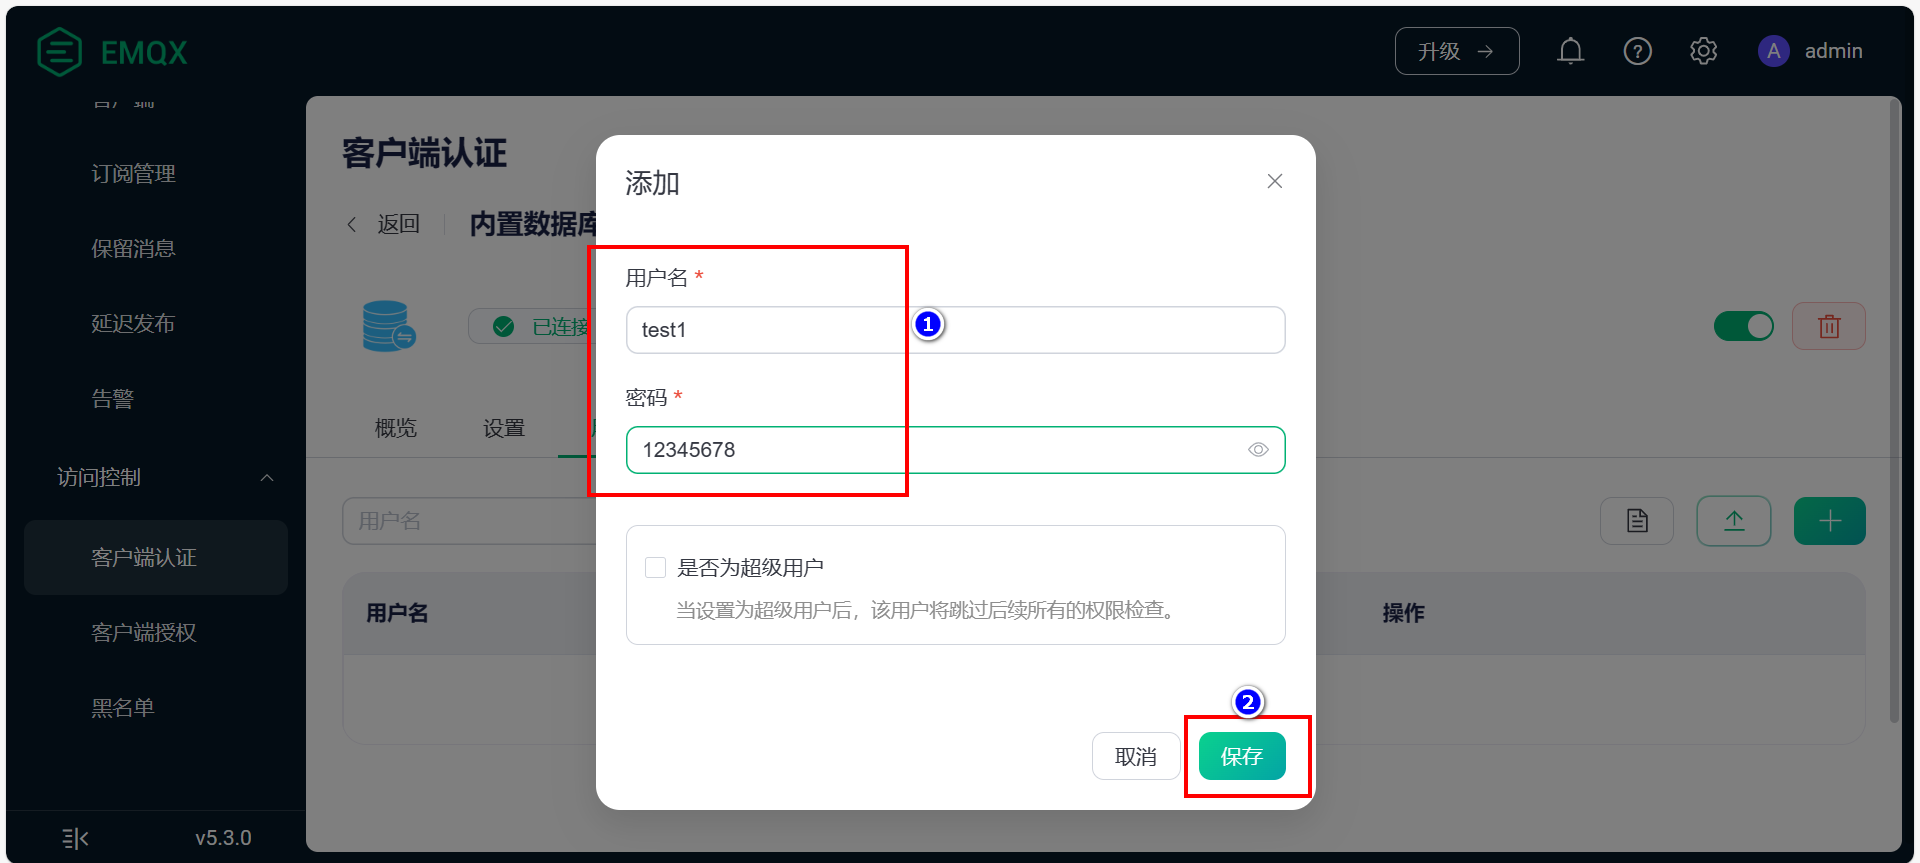 EMQX
升级 →
A admin
订阅管理
保留消息
延迟发布
告警
访问控制
客户端认证
客户端授权
黑名单
v5.3.0
客户端认证
返回
内置数据库
已连接
概览
设置
用户名
用户名
操作
添加
用户名 *
test1
1
密码 *
12345678
是否为超级用户
当设置为超级用户后，该用户将跳过后续所有的权限检查。
2
取消
保存